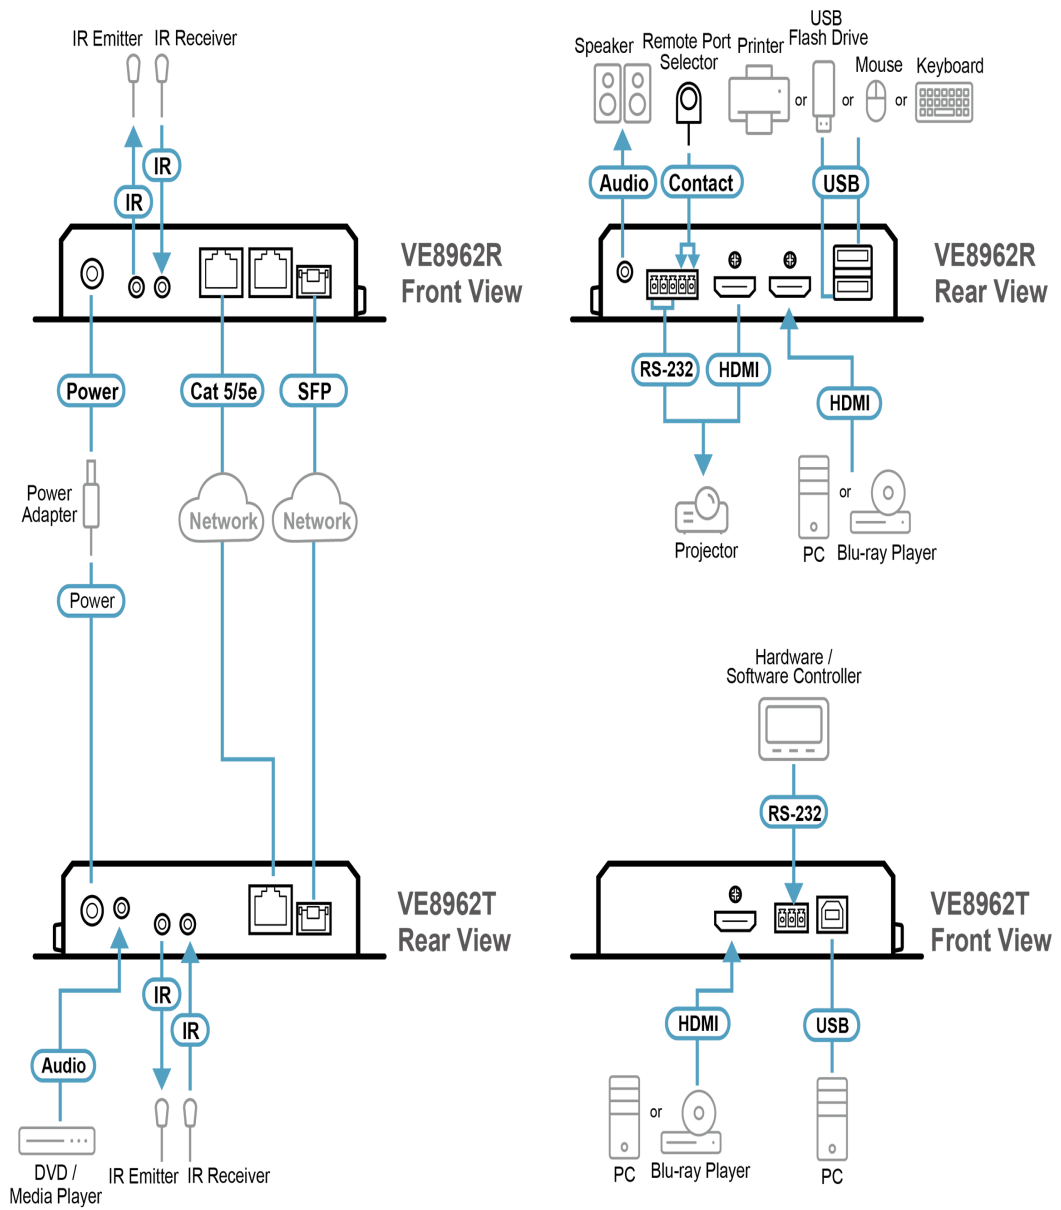 IR Emitter
IR Receiver
IR
IR
VE8962R
Front View
Power
Cat 5/5e
SFP
Power
Adapter
Network
Network
Power
VE8962T
Rear View
IR
IR
Audio
DVD /
Media Player
IR Emitter
IR Receiver
Speaker
Remote Port
Selector
Printer
USB
Flash Drive
Mouse
Keyboard
or
or
or
Audio
Contact
USB
VE8962R
Rear View
RS-232
HDMI
HDMI
or
Projector
PC
Blu-ray Player
Hardware /
Software Controller
RS-232
VE8962T
Front View
HDMI
USB
or
PC
Blu-ray Player
PC